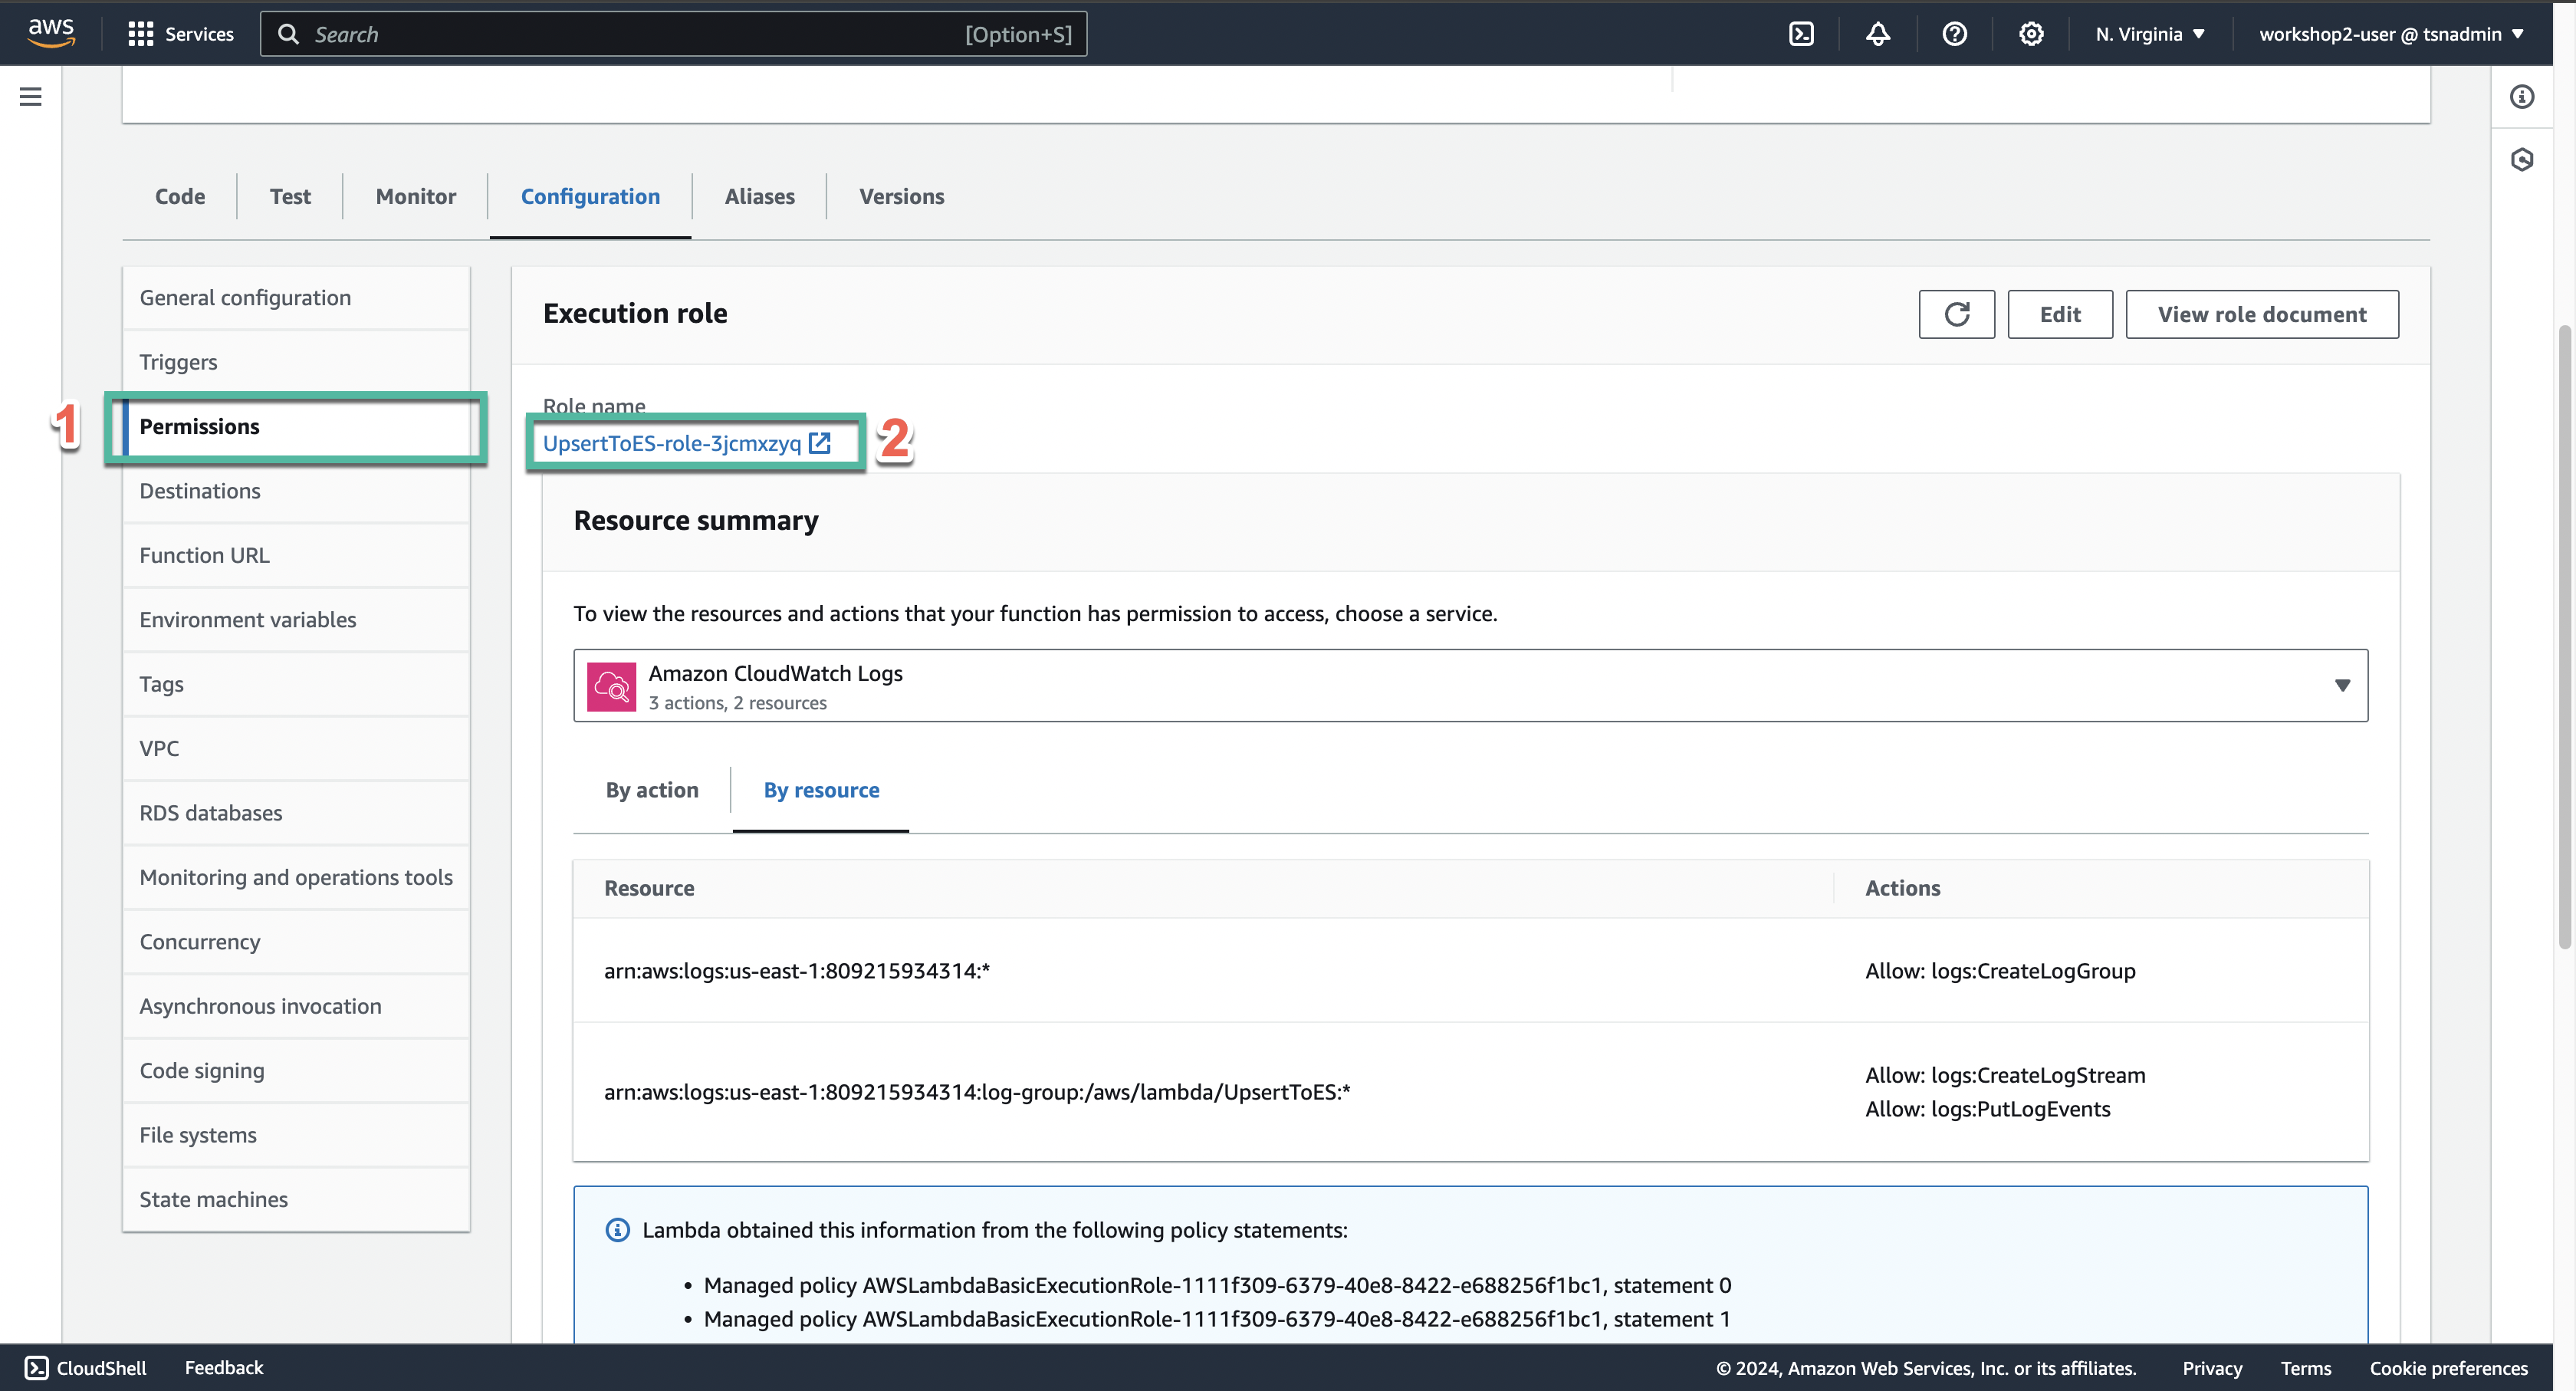 aws
Services
Search
[Option+S]
N. Virginia ▼
workshop2-user @ tsnadmin ▼
Code
Test
Monitor
Configuration
Aliases
Versions
General configuration
Triggers
1
Permissions
Destinations
Function URL
Environment variables
Tags
VPC
RDS databases
Monitoring and operations tools
Concurrency
Asynchronous invocation
Code signing
File systems
State machines
Execution role
Edit
View role document
Role name
UpsertToES-role-3jcmxzyq
2
Resource summary
To view the resources and actions that your function has permission to access, choose a service.
Amazon CloudWatch Logs
3 actions, 2 resources
By action
By resource
Resource
Actions
arn:aws:logs:us-east-1:809215934314:*
Allow: logs:CreateLogGroup
arn:aws:logs:us-east-1:809215934314:log-group:/aws/lambda/UpsertToES:*
Allow: logs:CreateLogStream
Allow: logs:PutLogEvents
Lambda obtained this information from the following policy statements:
• Managed policy AWSLambdaBasicExecutionRole-1111f309-6379-40e8-8422-e688256f1bc1, statement 0
• Managed policy AWSLambdaBasicExecutionRole-1111f309-6379-40e8-8422-e688256f1bc1, statement 1
CloudShell
Feedback
© 2024, Amazon Web Services, Inc. or its affiliates.
Privacy
Terms
Cookie preferences